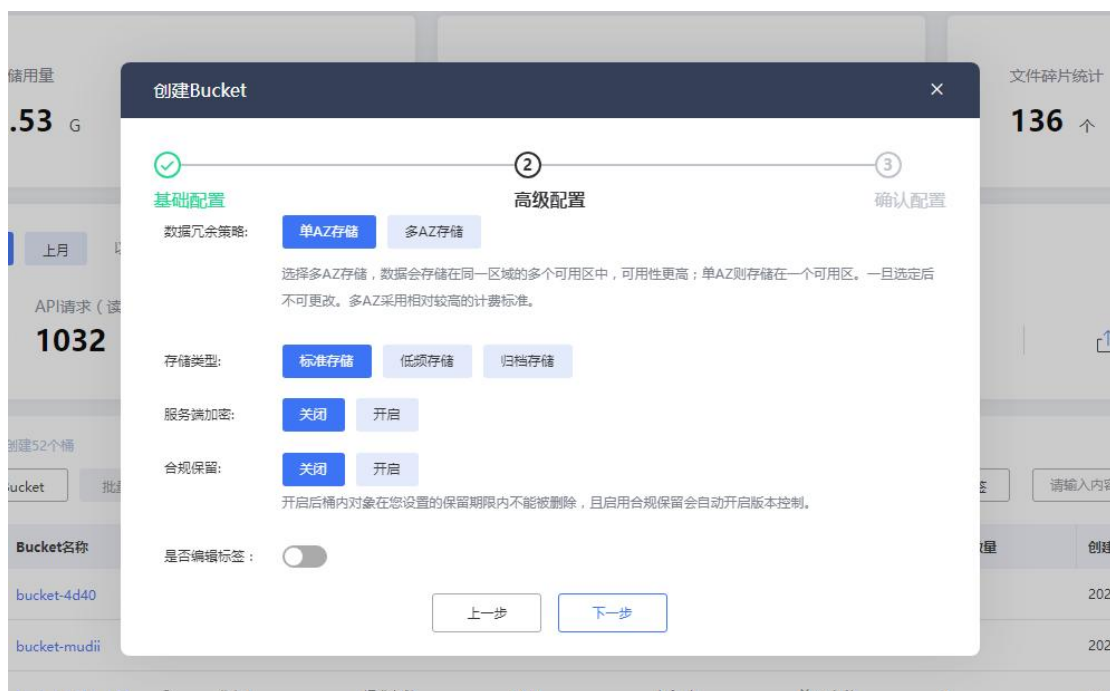 储用量
文件碎片统计
.53 G
136 个
创建Bucket
2
3
基础配置
高级配置
确认配置
数据冗余策略:
单AZ存储
多AZ存储
选择多AZ存储，数据会存储在同一区域的多个可用区中，可用性更高；单AZ则存储在一个可用区。一旦选定后
不可更改。多AZ采用相对较高的计费标准。
上月
API请求（读
1032
存储类型:
标准存储
低频存储
归档存储
服务端加密:
关闭
开启
创建52个桶
合规保留:
关闭
开启
开启后桶内对象在您设置的保留期限内不能被删除，且启用合规保留会自动开启版本控制。
ucket
请输入内容
Bucket名称
创建
是否编辑标签：
bucket-4d40
202
上一步
下一步
bucket-mudii
202